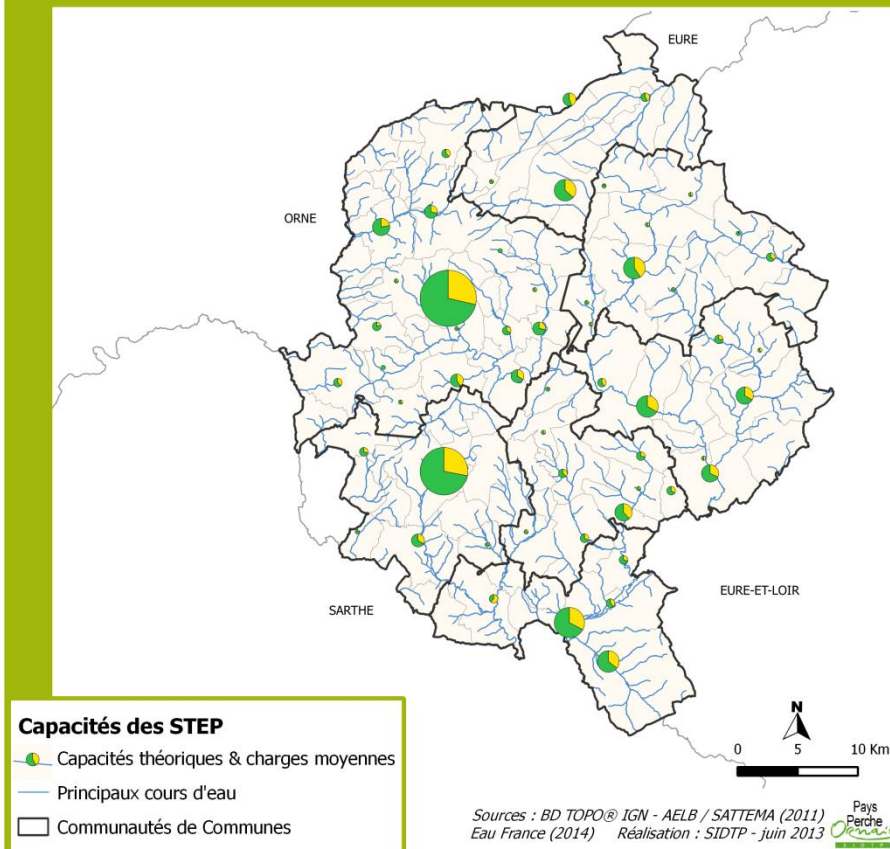 EURE
ORNE
EURE-ET-LOIR
SARTHE
N
0 5 10 Km
Capacités des STEP
Capacités théoriques & charges moyennes
Principaux cours d'eau
Communautés de Communes
Sources : BD TOPO® IGN - AELB / SATTEMA (2011)
Eau France (2014) Réalisation : SIDTP - juin 2013
Pays
Perche
Ornais
SIDTP